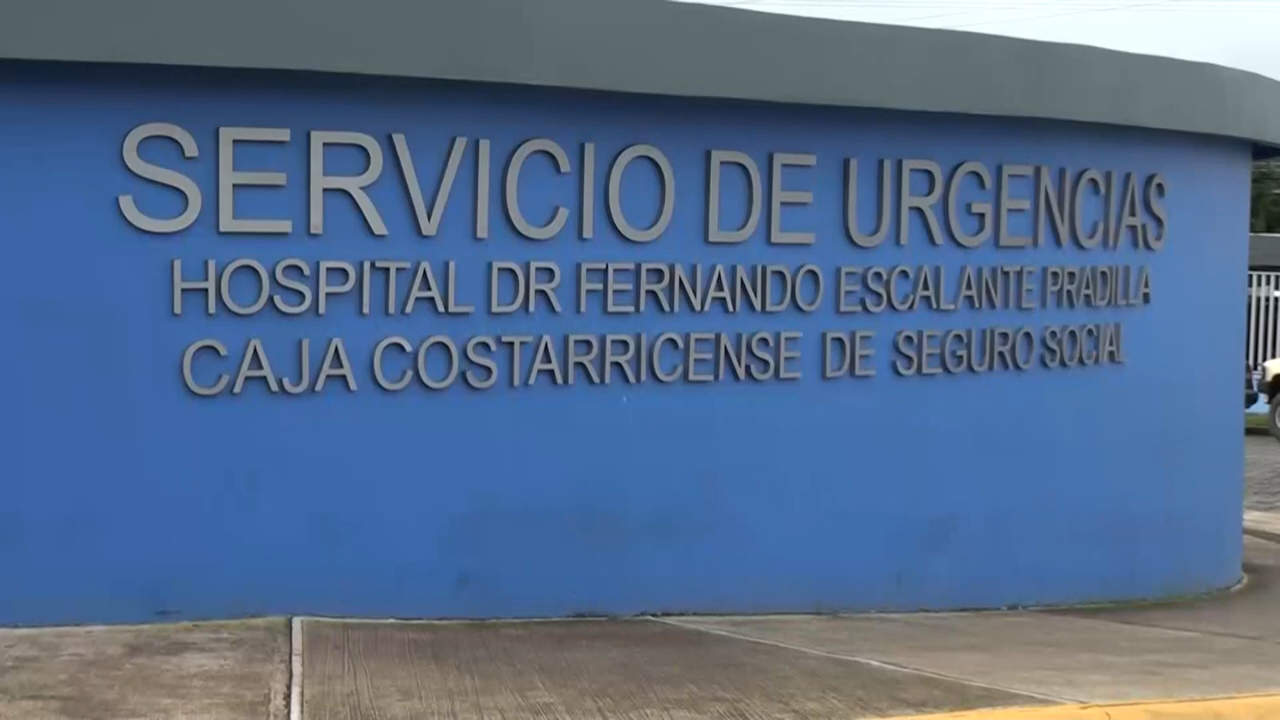 SERVICIO DE URGENCIAS
HOSPITAL DR FERNANDO ESCALANTE PRADILLA
CAJA COSTARRICENSE DE SEGURO SOCIAL